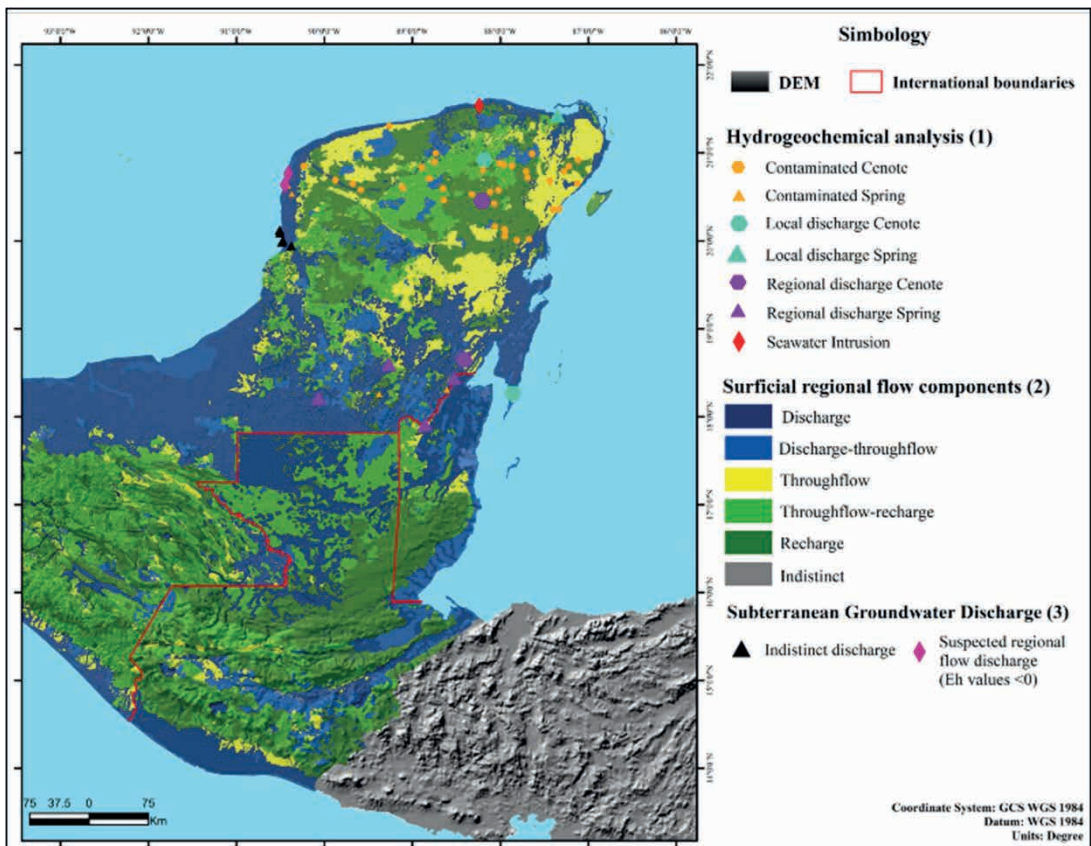 Simbology
DEM
International boundaries
Hydrogeochemical analysis (1)
Contaminated Cenote
Contaminated Spring
Local discharge Cenote
Local discharge Spring
Regional discharge Cenote
Regional discharge Spring
Seawater Intrusion
Surficial regional flow components (2)
Discharge
Discharge-throughflow
Throughflow
Throughflow-recharge
Recharge
Indistinct
Subterranean Groundwater Discharge (3)
Indistinct discharge
Suspected regional
flow discharge
(Eh values <0)
75 37.5 0 75
Km
Coordinate System: GCS WGS 1984
Datum: WGS 1984
Units: Degree